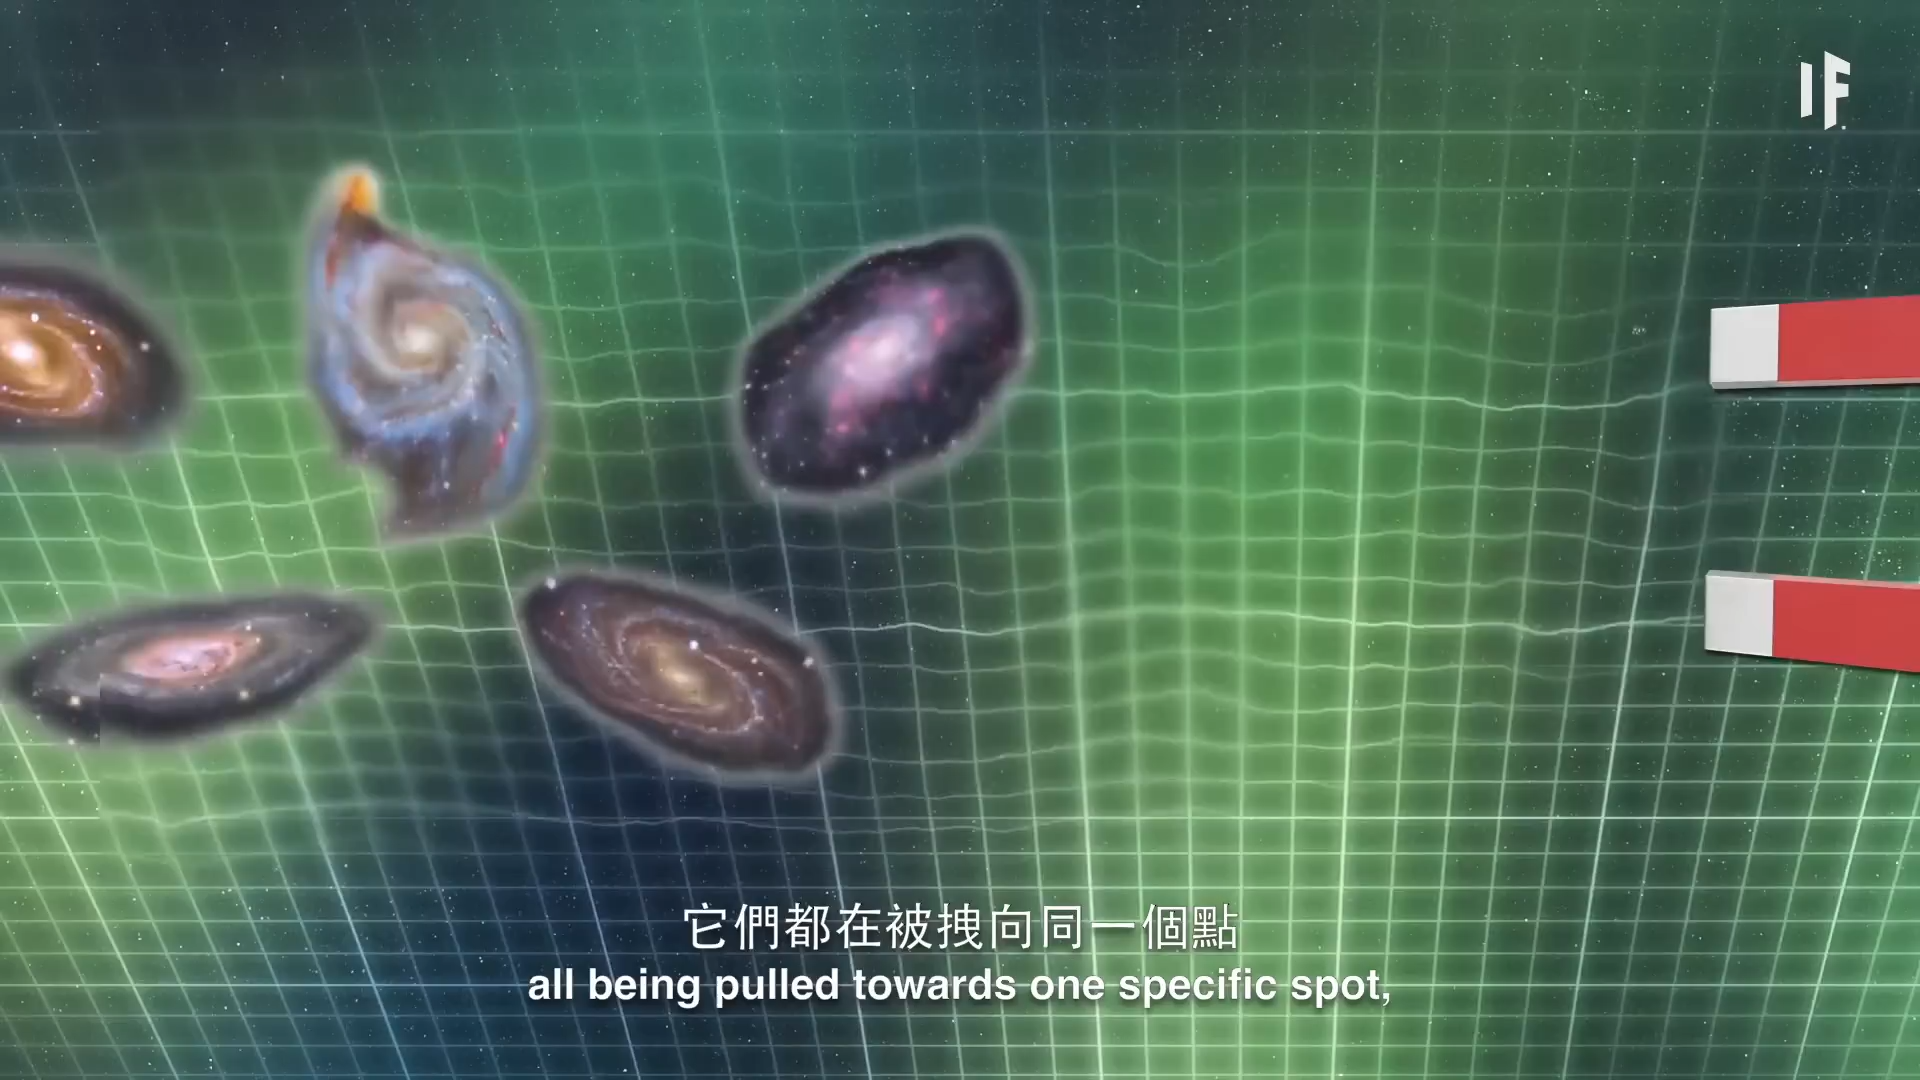 IF
它們都在被拽向同一個點
all being pulled towards one specific spot,